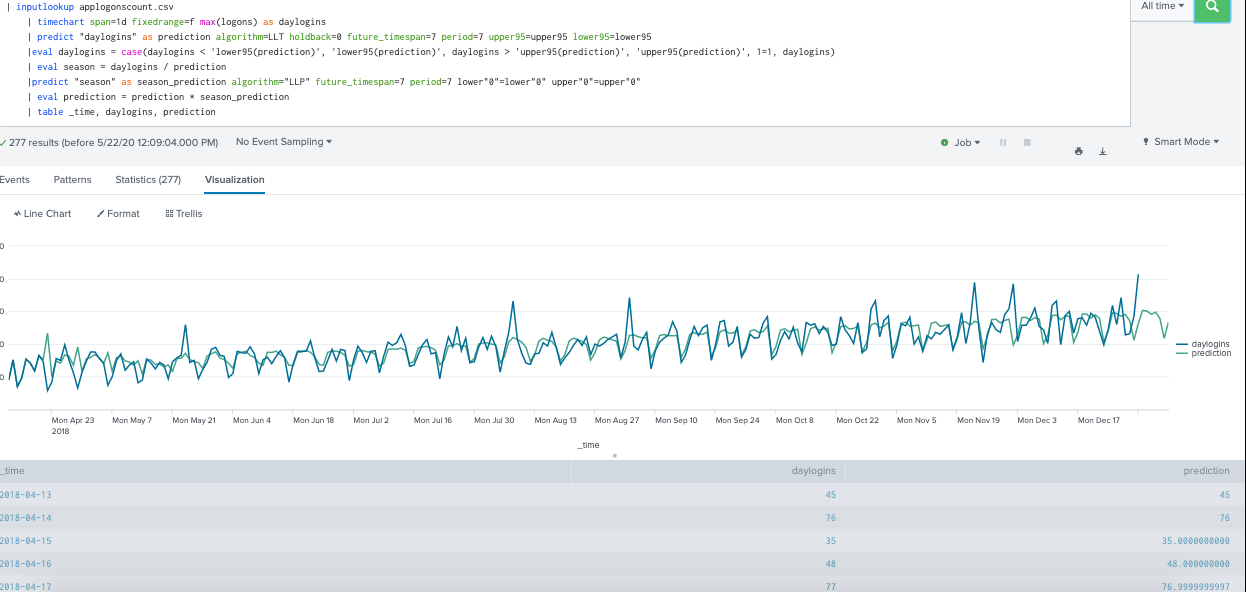 | inputlookup applogonscount.csv
| timechart span=1d fixedrange=f max(logons) as daylogins
| predict "daylogins" as prediction algorithm=LLT holdback=0 future_timespan=7 period=7 upper95=upper95 lower95=lower95
|eval daylogins = case(daylogins < 'lower95(prediction)', 'lower95(prediction)', daylogins > 'upper95(prediction)', 'upper95(prediction)', 1=1, daylogins)
| eval season = daylogins / prediction
|predict "season" as season_prediction algorithm="LLP" future_timespan=7 period=7 lower"0"=lower"0" upper"0"=upper"0"
| eval prediction = prediction * season_prediction
| table _time, daylogins, prediction
All time
277 results (before 5/22/20 12:09:04.000 PM)
No Event Sampling
Job
Smart Mode
Events
Patterns
Statistics (277)
Visualization
Line Chart
Format
Trellis
0
0
0
0
0
daylogins
prediction
Mon Apr 23
2018
Mon May 7
Mon May 21
Mon Jun 4
Mon Jun 18
Mon Jul 2
Mon Jul 16
Mon Jul 30
Mon Aug 13
Mon Aug 27
Mon Sep 10
Mon Sep 24
Mon Oct 8
Mon Oct 22
Mon Nov 5
Mon Nov 19
Mon Dec 3
Mon Dec 17
_time
_time daylogins prediction
2018-04-13 45 45
2018-04-14 76 76
2018-04-15 35 35.0000000000
2018-04-16 48 48.000000000
2018-04-17 77 76.9999999997